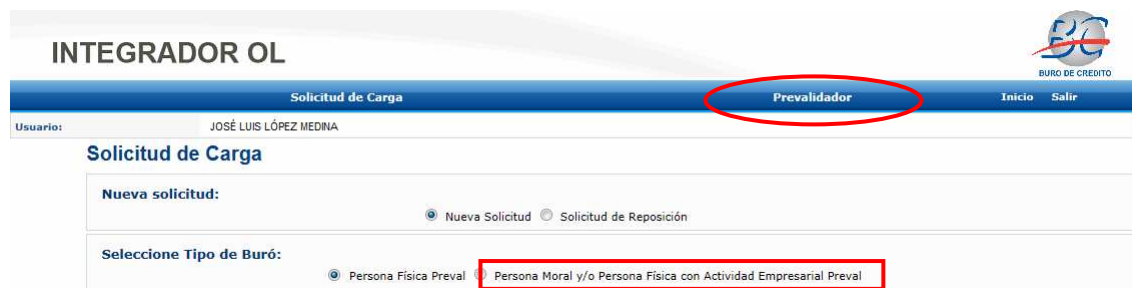 INTEGRADOR OL
BC
BURO DE CREDITO
Solicitud de Carga Prevalidador Inicio Salir
Usuario: JOSÉ LUIS LÓPEZ MEDINA
Solicitud de Carga
Nueva solicitud:
Nueva Solicitud Solicitud de Reposición
Seleccione Tipo de Buró:
Persona Física Preval Persona Moral y/o Persona Física con Actividad Empresarial Preval